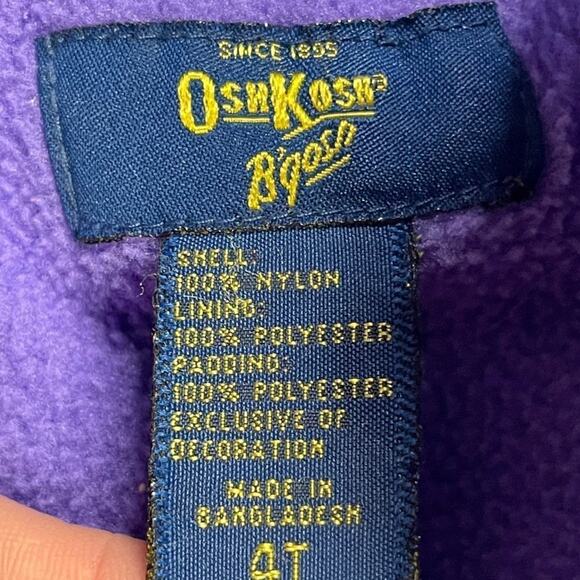 SINCE 1895
OSHKOSH
B'gosh
SHELL:
100% NYLON
LINING:
100% POLYESTER
PADDING:
100% POLYESTER
EXCLUSIVE OF
DECORATION
MADE IN
BANGLADESH
4T